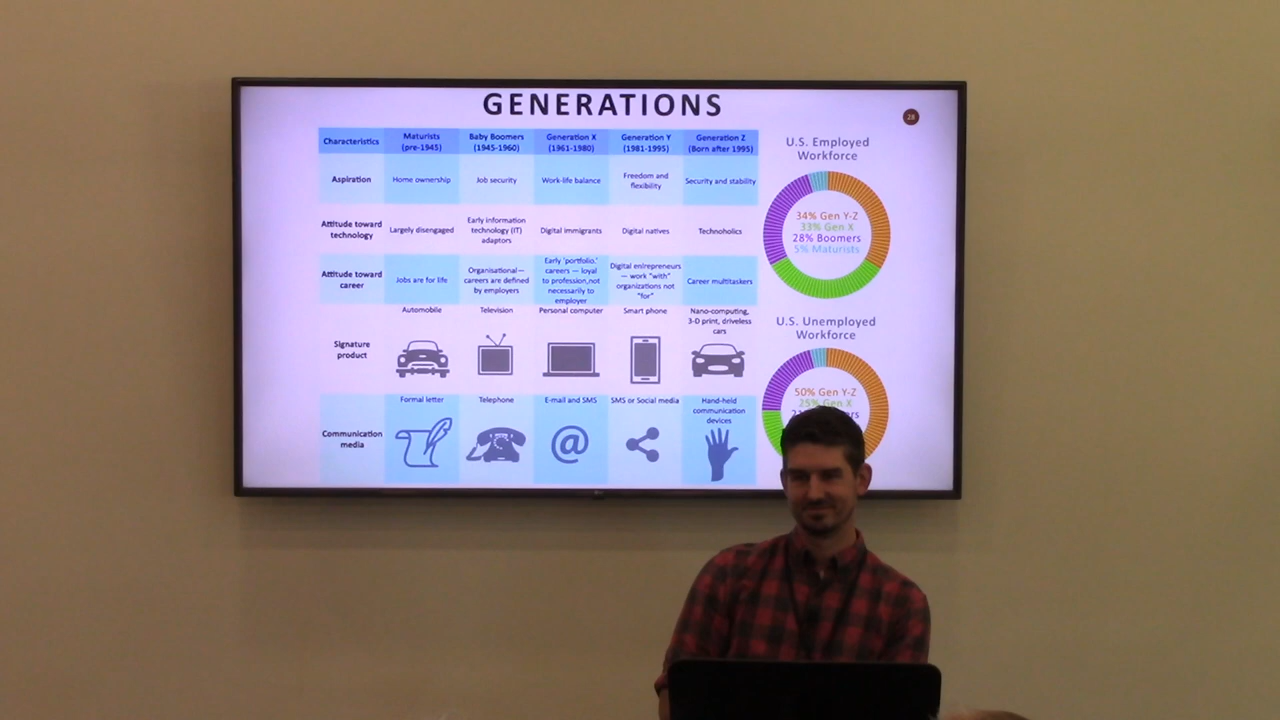 GENERATIONS
28
Characteristics
Maturists
(pre-1945)
Baby Boomers
(1945-1960)
Generation X
(1961-1980)
Generation Y
(1981-1995)
Generation Z
(Born after 1995)
Aspiration
Home ownership
Job security
Work-life balance
Freedom and
flexibility
Security and stability
Attitude toward
technology
Largely disengaged
Early information
technology (IT)
adaptors
Digital immigrants
Digital natives
Technoholics
Attitude toward
career
Jobs are for life
Organisational—
careers are defined
by employers
Early 'portfolio.'
careers — loyal
to profession,not
necessarily to
employer
Digital enirepreneurs
— work "with"
organizations not
"for"
Career multitaskers
Signature
product
Automobile
Television
Personal computer
Smart phone
Nano-computing,
3-D print, driveless
cars
Communication
media
Formal letter
Telephone
E-mail and SMS
@
SMS or Social media
Hand-held
communication
devices
U.S. Employed
Workforce
34% Gen Y-Z
33% Gen X
28% Boomers
5% Maturists
U.S. Unemployed
Workforce
50% Gen Y-Z
25% Gen X